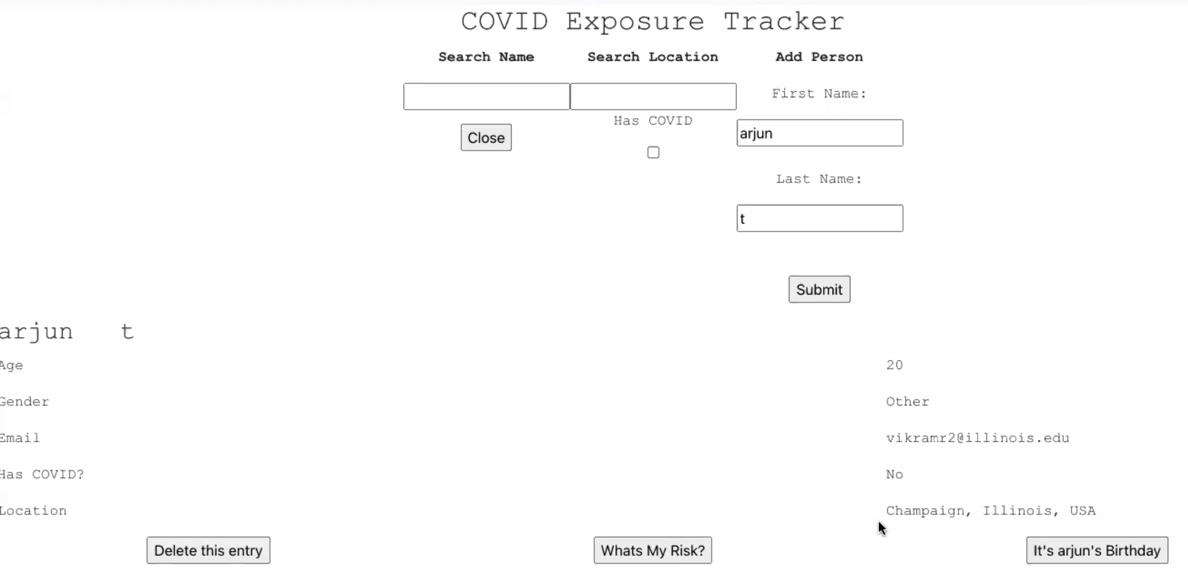 COVID Exposure Tracker
Search Name Search Location Add Person
First Name:
Has COVID
arjun
Close
Last Name:
t
Submit
arjun t
Age 20
Gender Other
Email vikramr2@illinois.edu
Has COVID? No
Location Champaign, Illinois, USA
Delete this entry Whats My Risk? It's arjun's Birthday